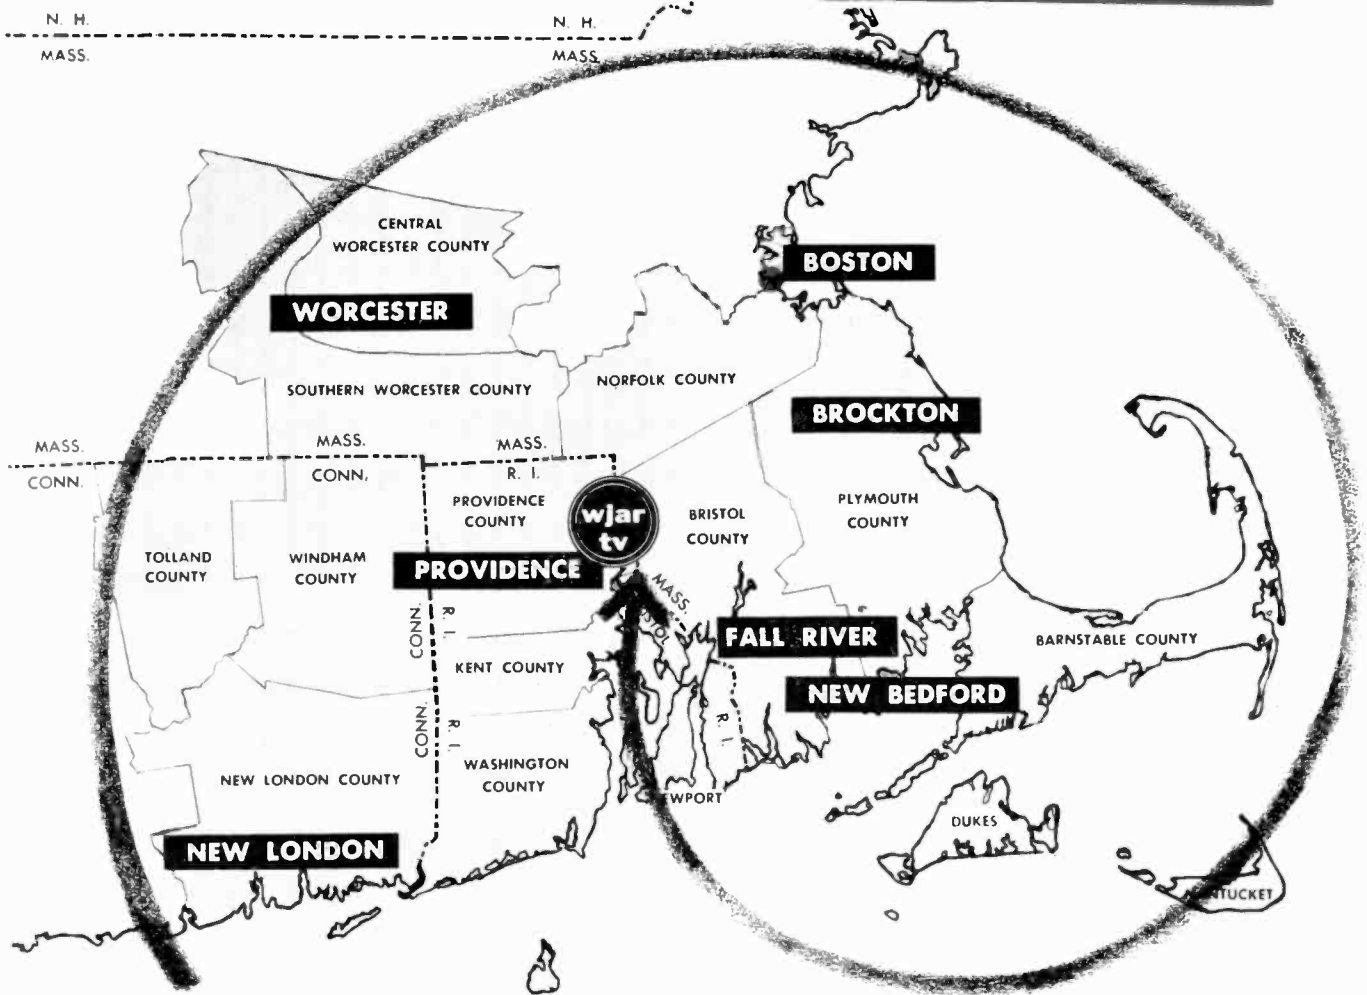 N. H.
N. H.
MASS.
MASS.
CENTRAL
WORCESTER COUNTY
BOSTON
WORCESTER
NORFOLK COUNTY
SOUTHERN WORCESTER COUNTY
BROCKTON
MASS.
MASS.
MASS.
CONN.
CONN.
R. I.
PROVIDENCE
COUNTY
wjar
tv
BRISTOL
COUNTY
PLYMOUTH
COUNTY
TOLLAND
COUNTY
WINDHAM
COUNTY
PROVIDENCE
MASS.
CONN.
R. I.
FALL RIVER
BARNSTABLE COUNTY
KENT COUNTY
NEW BEDFORD
CONN.
R. I.
R. I.
NEW LONDON COUNTY
WASHINGTON
COUNTY
EWPORT
DUKES
NEW LONDON
NTUCKET